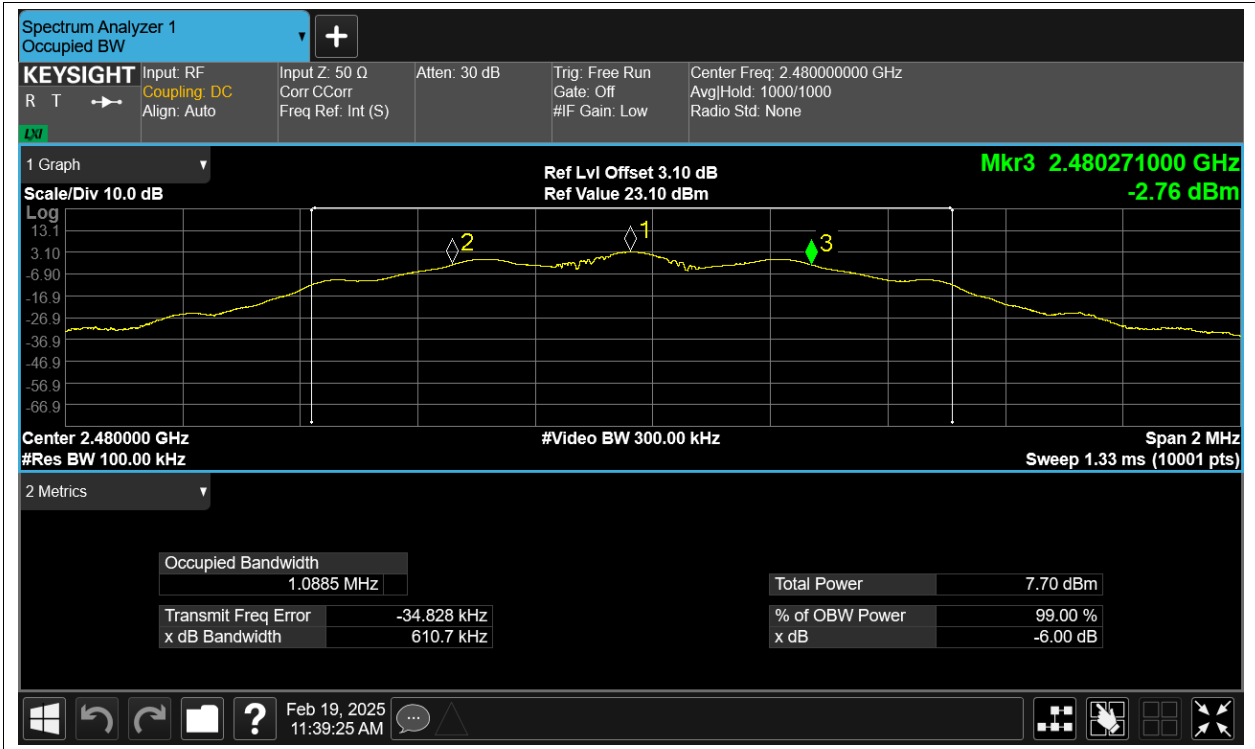 Spectrum Analyzer 1
Occupied BW
KEYSIGHT
R T
LXI
Input: RF
Coupling: DC
Align: Auto
Input Z: 50 Ω
Corr CCorr
Freq Ref: Int (S)
Atten: 30 dB
Trig: Free Run
Gate: Off
#IF Gain: Low
Center Freq: 2.480000000 GHz
Avg|Hold: 1000/1000
Radio Std: None
1 Graph
Scale/Div 10.0 dB
Ref Lvl Offset 3.10 dB
Ref Value 23.10 dBm
Mkr3 2.480271000 GHz
-2.76 dBm
Log
13.1
3.10
-6.90
-16.9
-26.9
-36.9
-46.9
-56.9
-66.9
2
1
3
Center 2.480000 GHz
#Res BW 100.00 kHz
#Video BW 300.00 kHz
Span 2 MHz
Sweep 1.33 ms (10001 pts)
2 Metrics
Occupied Bandwidth
1.0885 MHz
Transmit Freq Error -34.828 kHz
x dB Bandwidth 610.7 kHz
Total Power 7.70 dBm
% of OBW Power 99.00 %
x dB -6.00 dB
?
Feb 19, 2025
11:39:25 AM